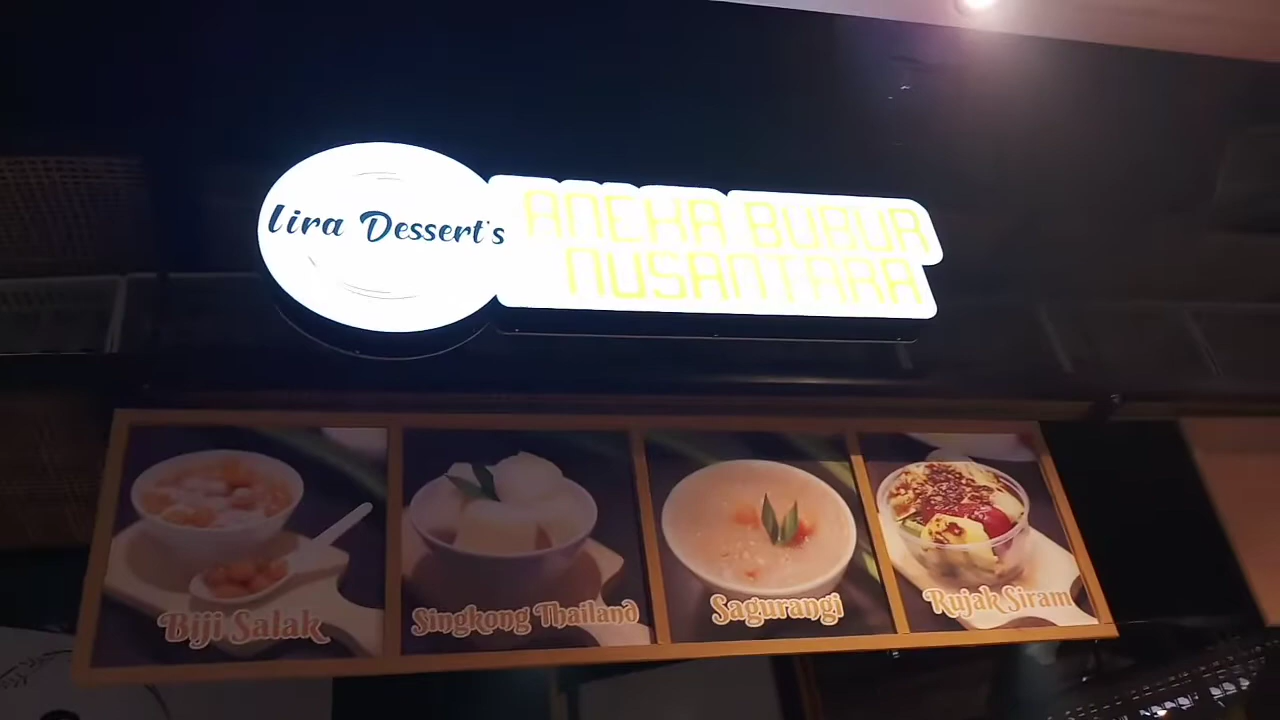 Lira Dessert's
ANEKA BUBUR
NUSANTARA
Biji Salak
Singkong Thailand
Sagurangi
Rujak Siram